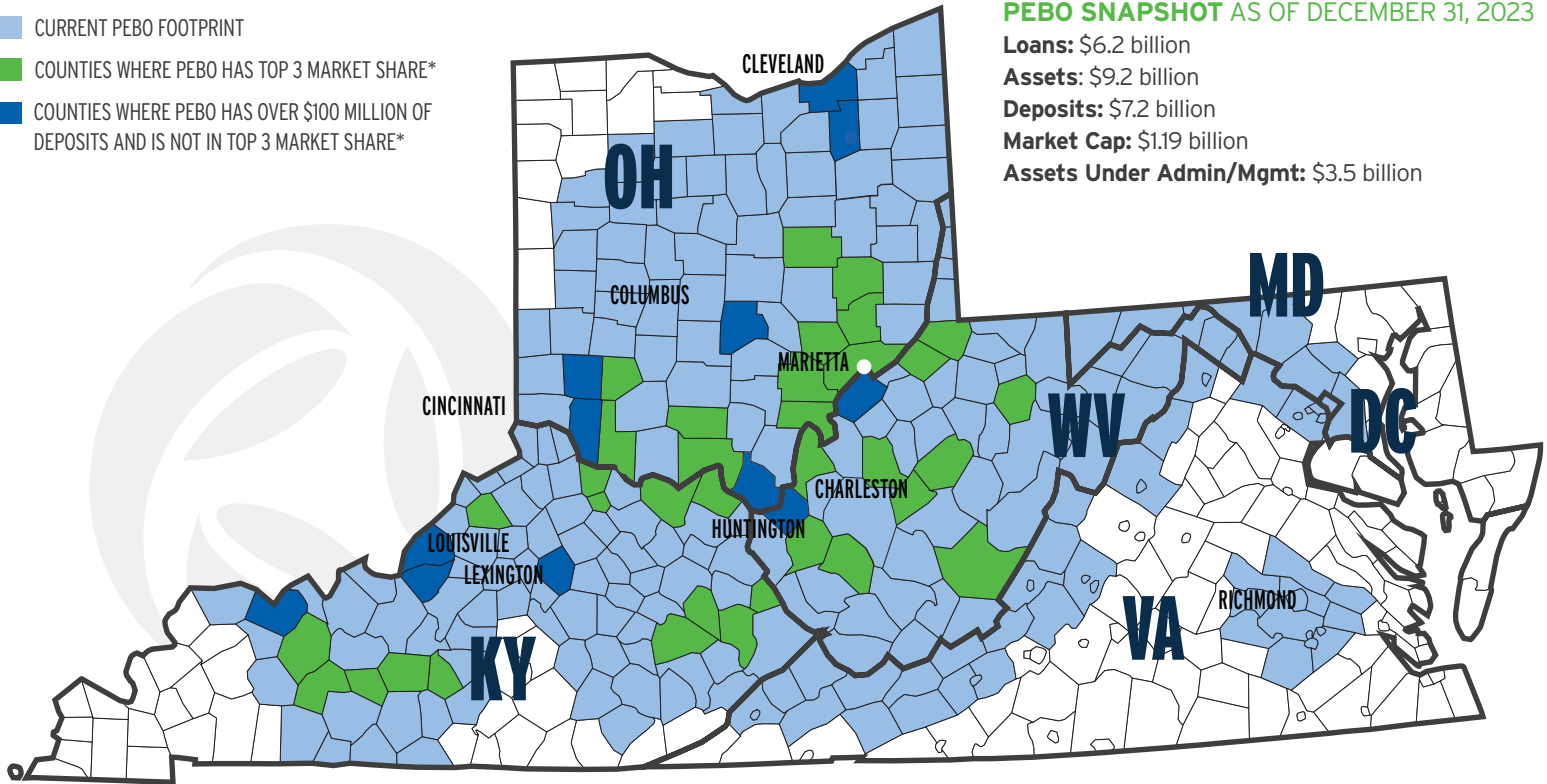 CURRENT PEBO FOOTPRINT
COUNTIES WHERE PEBO HAS TOP 3 MARKET SHARE*
COUNTIES WHERE PEBO HAS OVER $100 MILLION OF
DEPOSITS AND IS NOT IN TOP 3 MARKET SHARE*
PEBO SNAPSHOT AS OF DECEMBER 31, 2023
Loans: $6.2 billion
Assets: $9.2 billion
Deposits: $7.2 billion
Market Cap: $1.19 billion
Assets Under Admin/Mgmt: $3.5 billion
CLEVELAND
OH
MD
COLUMBUS
MARIETTA
CINCINNATI
WV
DC
CHARLESTON
HUNTINGTON
LOUISVILLE
LEXINGTON
RICHMOND
VA
KY